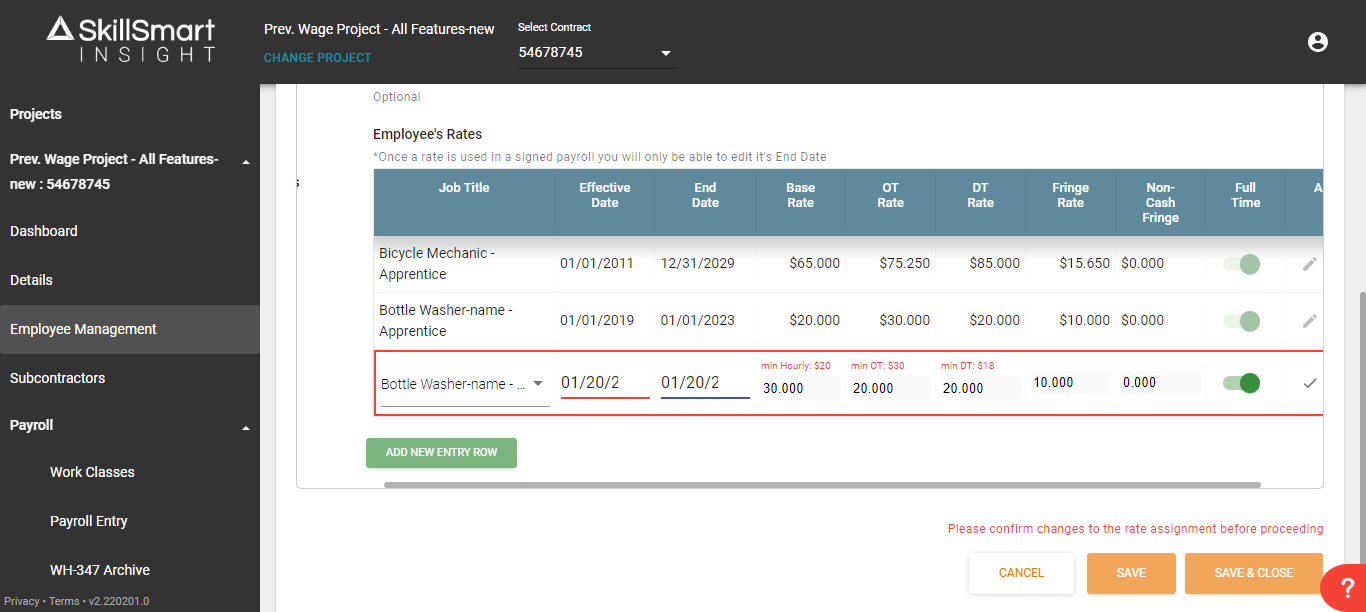 SkillSmart
INSIGHT
Prev. Wage Project - All Features-new
CHANGE PROJECT
Select Contract
54678745
Projects
Prev. Wage Project - All Features-
new : 54678745
Dashboard
Details
Employee Management
Subcontractors
Payroll
Work Classes
Payroll Entry
WH-347 Archive
Privacy • Terms • v2.220201.0
Optional
Employee's Rates
*Once a rate is used in a signed payroll you will only be able to edit it's End Date
s
Job Title Effective Date End Date Base Rate OT Rate DT Rate Fringe Rate Non-Cash Fringe Full Time A
Bicycle Mechanic -
Apprentice 01/01/2011 12/31/2029 $65.000 $75.250 $85.000 $15.650 $0.000
Bottle Washer-name -
Apprentice 01/01/2019 01/01/2023 $20.000 $30.000 $20.000 $10.000 $0.000
min Hourly: $20 min OT: $30 min DT: $18
Bottle Washer-name - ... 01/20/2 01/20/2 30.000 20.000 20.000 10.000 0.000
ADD NEW ENTRY ROW
Please confirm changes to the rate assignment before proceeding
CANCEL SAVE SAVE & CLOSE
?